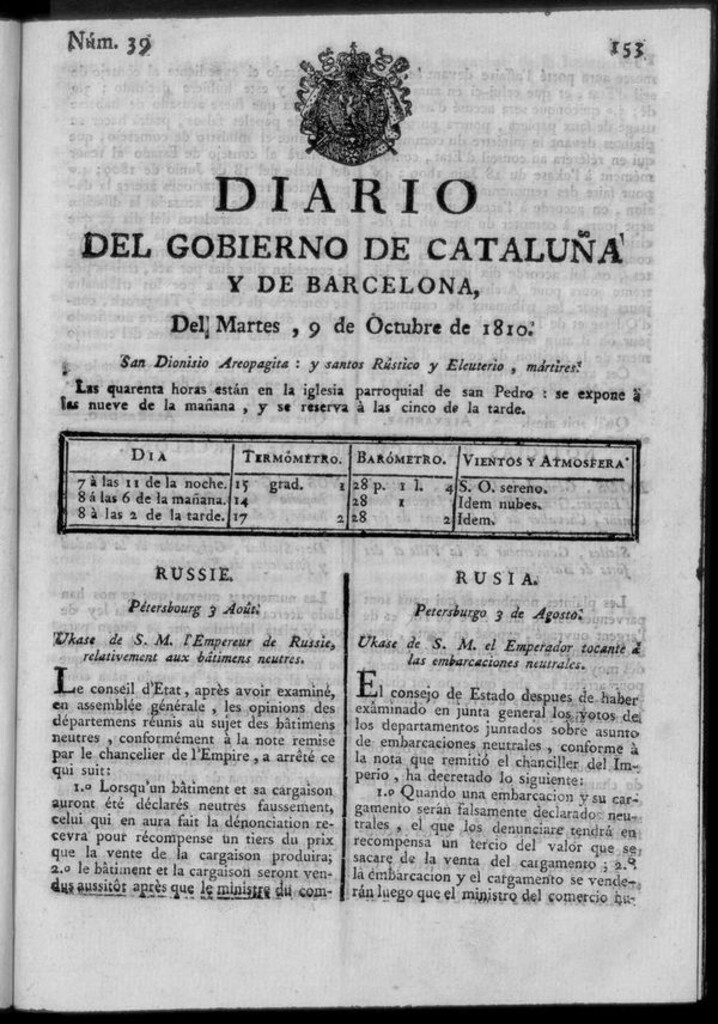 Núm. 39
153
DIARIO
DEL GOBIERNO DE CATALUÑA
Y DE BARCELONA,
Del Martes , 9 de Octubre de 1810.
San Dionisio Areopagita : y santos Rústico y Eleuterio , mártires.
Las quarenta horas están en la iglesia parroquial de san Pedro : se expone à
las nueve de la mañana , y se reserva à las cinco de la tarde.
DIA TERMÓMETRO. BARÓMETRO. VIENTOS Y ATMOSFERA
7 à las 11 de la noche. 15 grad. 1 28 p. 1 l. 4 S. O. sereno.
8 à las 6 de la mañana. 14 28 1 Idem nubes.
8 à las 2 de la tarde. 17 2 28 2 Idem.
RUSSIE.
Pétersbourg 3 Août.
Ukase de S. M. l'Empereur de Russie,
relativement aux bâtimens neutres.
Le conseil d'Etat, après avoir examiné,
en assemblée générale , les opinions des
départemens réunis au sujet des bâtimens
neutres , conformément à la note remise
par le chancelier de l'Empire , a arrêté ce
qui suit:
1.o Lorsqu'un bâtiment et sa cargaison
auront été déclarés neutres faussement,
celui qui en aura fait la dénonciation re-
cevra pour récompense un tiers du prix
que la vente de la cargaison produira;
2.o le bâtiment et la cargaison seront ven-
dus aussitôt après que le ministre du com-
RUSIA.
Petersburgo 3 de Agosto.
Ukase de S. M. el Emperador tocante à
las embarcaciones neutrales.
El consejo de Estado despues de haber
examinado en junta general los votos de
los departamentos juntados sobre asunto
de embarcaciones neutrales , conforme à
la nota que remitió el chanciller del Im-
perio , ha decretado lo siguiente:
1.o Quando una embarcacion y su car-
gamento serán falsamente declarados neu-
trales , el que los denunciare tendrá en
recompensa un tercio del valor que se
sacare de la venta del cargamento ; 2.o
la embarcacion y el cargamento se vende-
rán luego que el ministro del comercio hu-